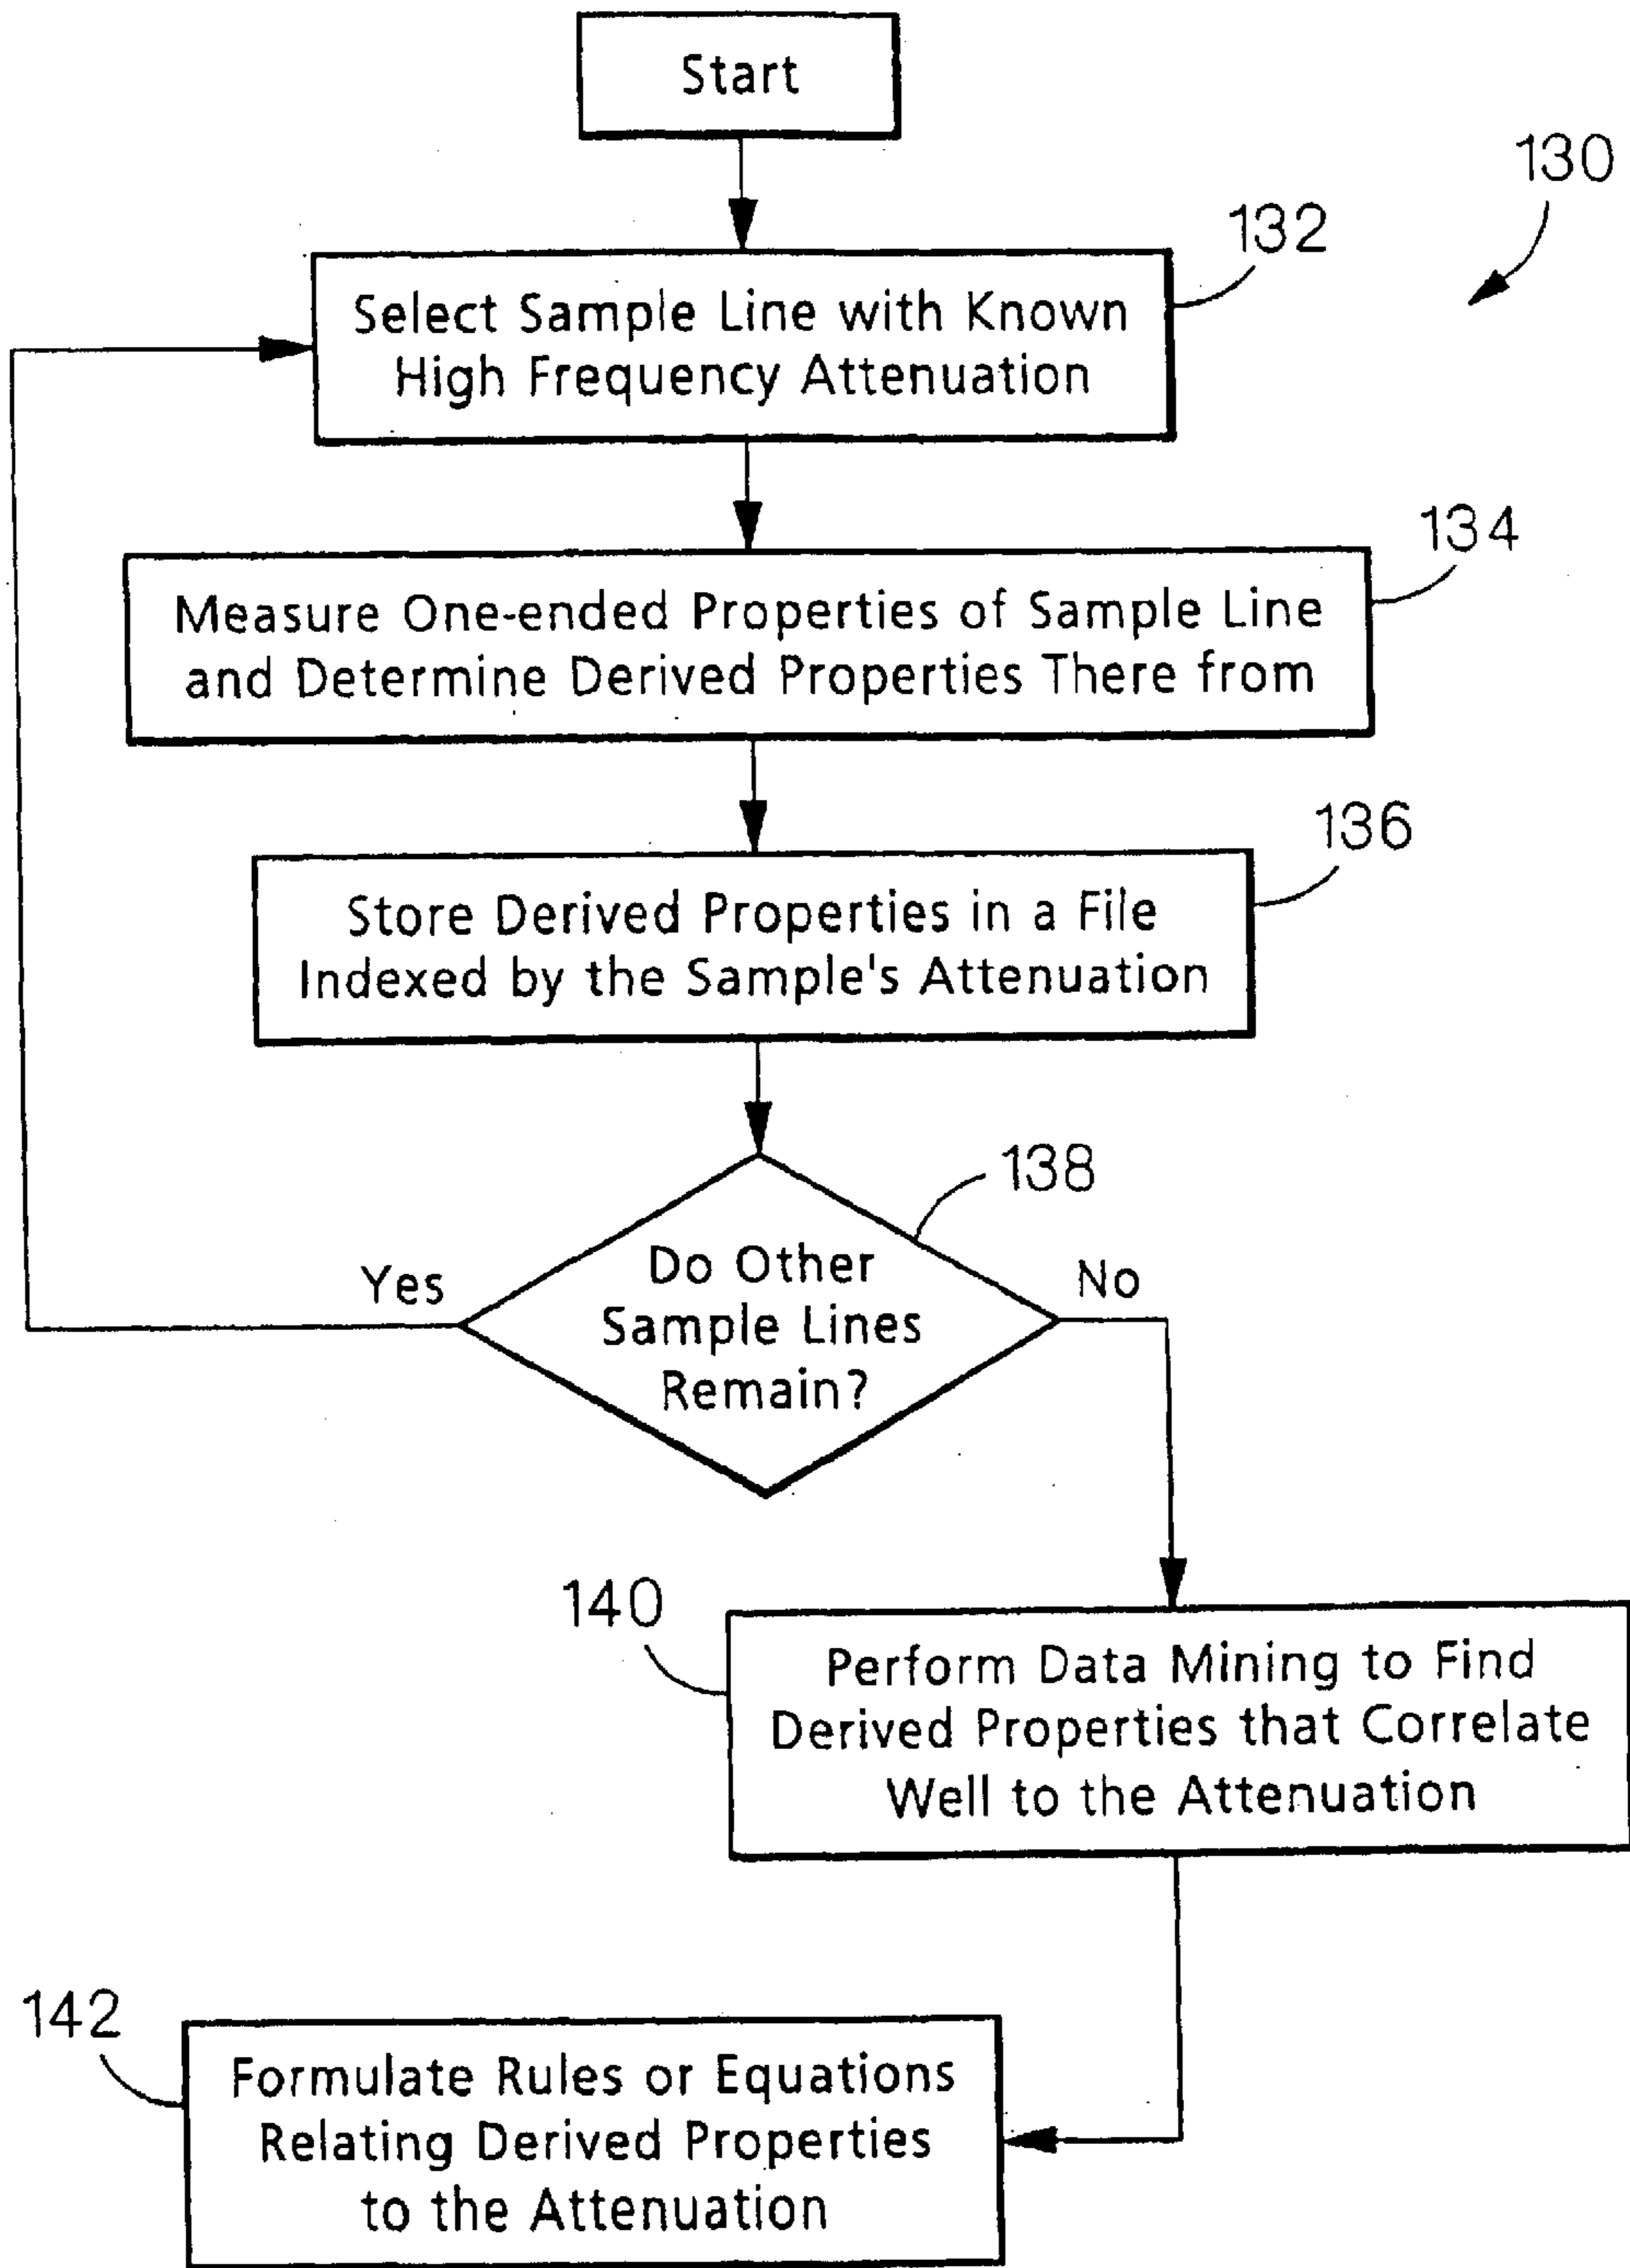 Start
130
132
Select Sample Line with Known
High Frequency Attenuation
134
Measure One-ended Properties of Sample Line
and Determine Derived Properties There from
136
Store Derived Properties in a File
Indexed by the Sample's Attenuation
138
Do Other
Sample Lines
Remain?
Yes
No
140
Perform Data Mining to Find
Derived Properties that Correlate
Well to the Attenuation
142
Formulate Rules or Equations
Relating Derived Properties
to the Attenuation